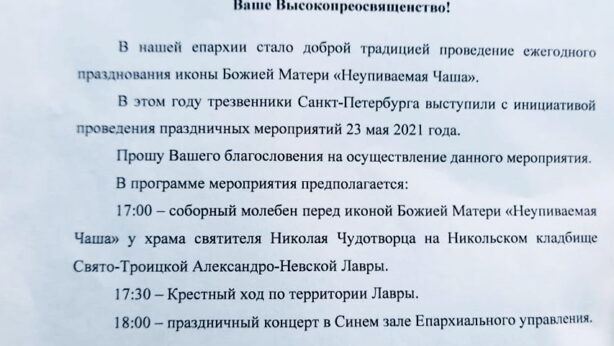 Ваше Высокопреосвященство!
В нашей епархии стало доброй традицией проведение ежегодного
празднования иконы Божией Матери «Неупиваемая Чаша».
В этом году трезвенники Санкт-Петербурга выступили с инициативой
проведения праздничных мероприятий 23 мая 2021 года.
Прошу Вашего благословения на осуществление данного мероприятия.
В программе мероприятия предполагается:
17:00 – соборный молебен перед иконой Божией Матери «Неупиваемая
Чаша» у храма святителя Николая Чудотворца на Никольском кладбище
Свято-Троицкой Александро-Невской Лавры.
17:30 – Крестный ход по территории Лавры.
18:00 – праздничный концерт в Синем зале Епархиального управления.